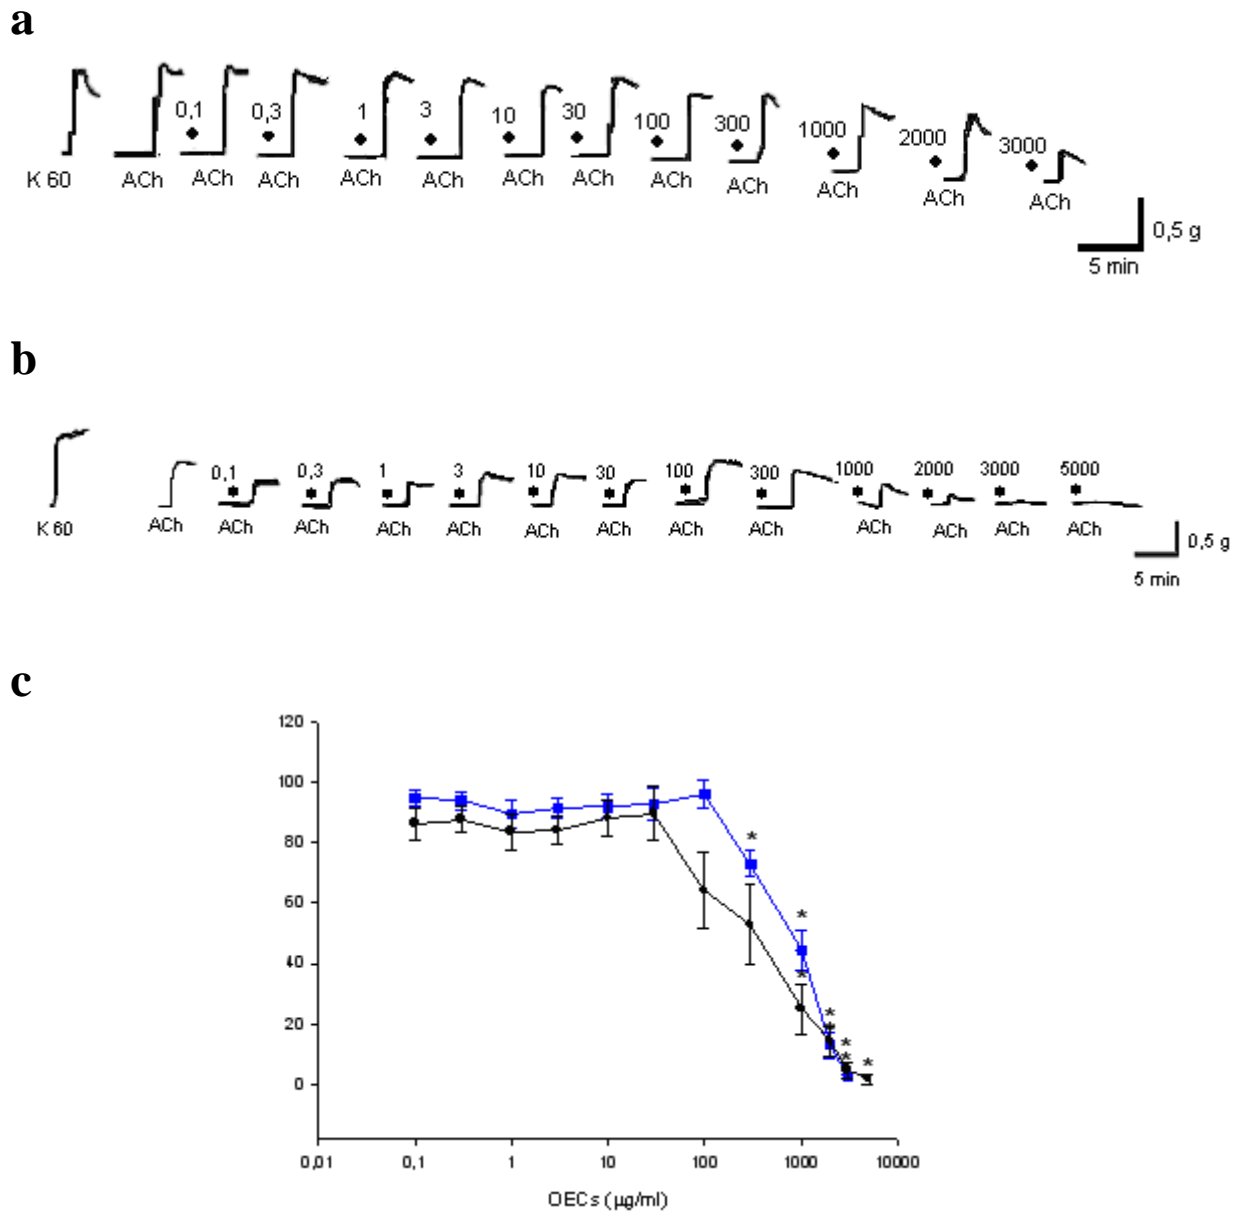 a
0,1 0,3 1 3 10 30 100 300 1000 2000 3000
K 60 ACh ACh ACh ACh ACh ACh ACh ACh ACh ACh ACh ACh
0,5 g
5 min
b
0,1 0,3 1 3 10 30 100 300 1000 2000 3000 5000
K 60 ACh ACh ACh ACh ACh ACh ACh ACh ACh ACh ACh ACh ACh
0,5 g
5 min
c
120
100
80
60
40
20
0
* * * * * * * *
0,01 0,1 1 10 100 1000 10000
OECs (µg/ml)